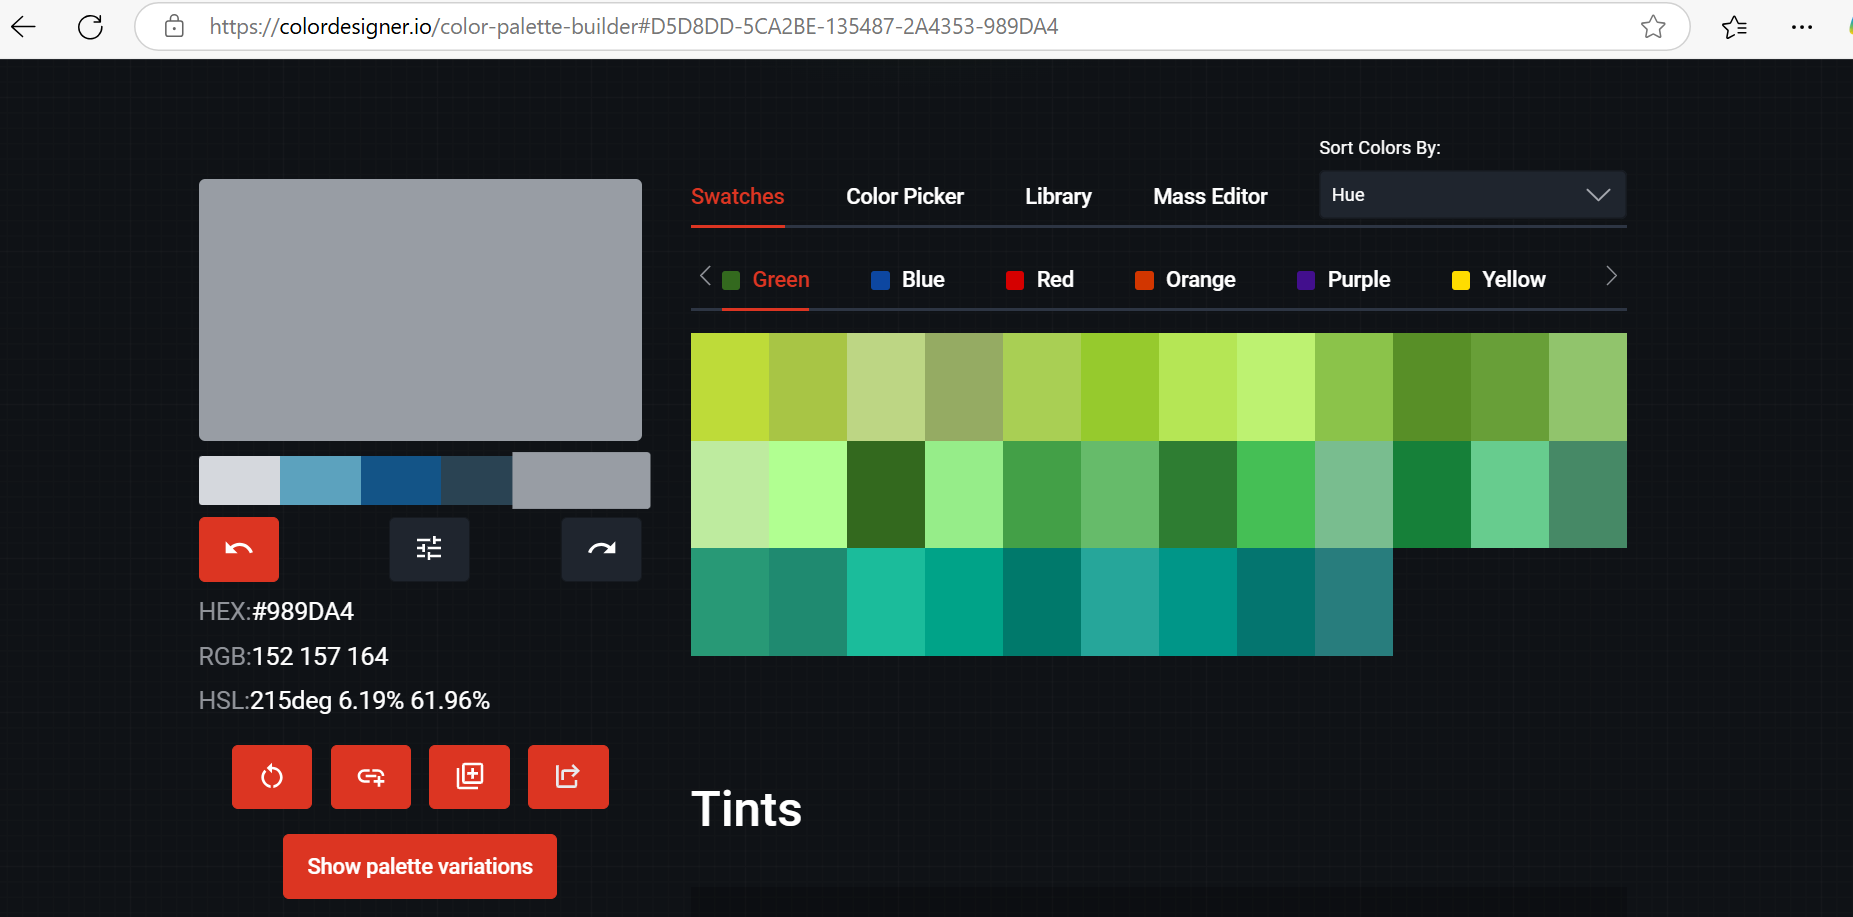 https://colordesigner.io/color-palette-builder#D5D8DD-5CA2BE-135487-2A4353-989DA4
Sort Colors By:
Swatches Color Picker Library Mass Editor Hue
Green Blue Red Orange Purple Yellow
HEX:#989DA4
RGB:152 157 164
HSL:215deg 6.19% 61.96%
Show palette variations
Tints